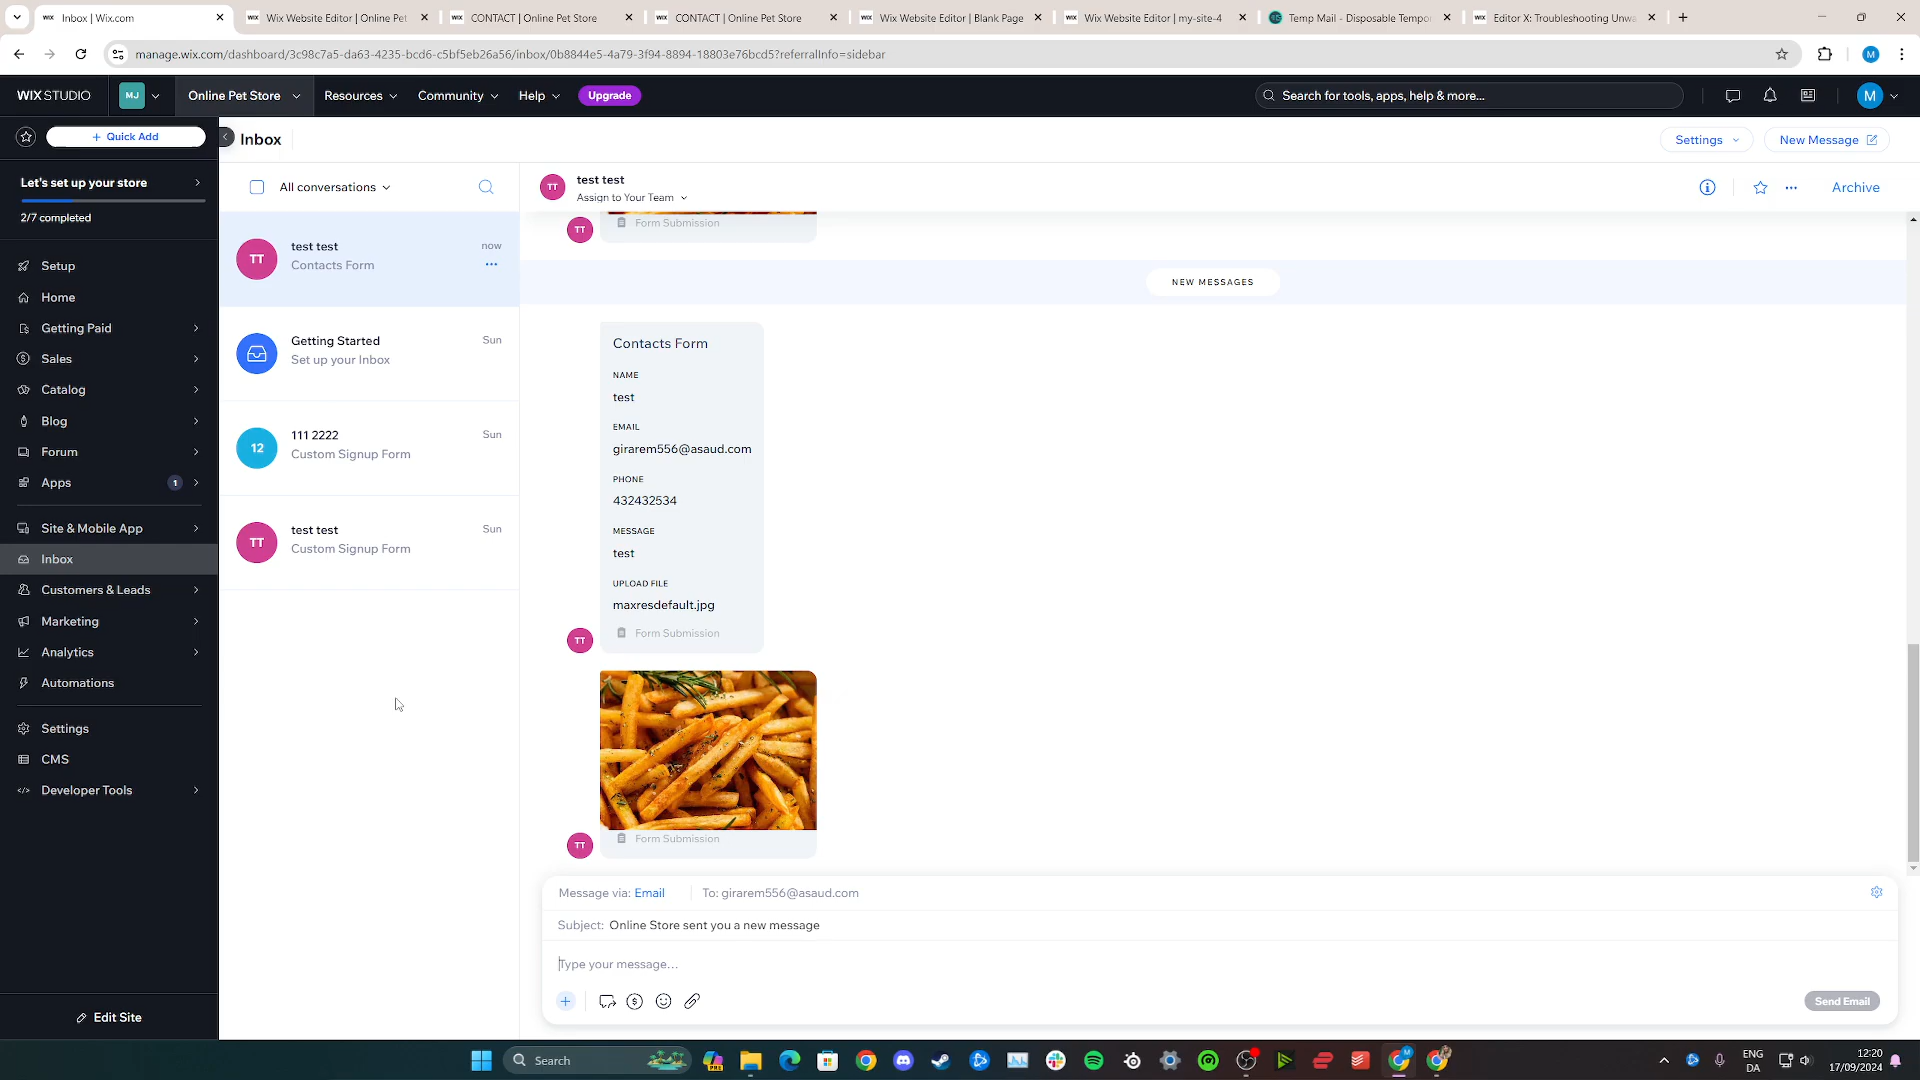 Inbox | Wix.com
Wix Website Editor | Online Pet
CONTACT | Online Pet Store
CONTACT | Online Pet Store
Wix Website Editor | Blank Page
Wix Website Editor | my-site-4
Temp Mail - Disposable Tempo
Editor X: Troubleshooting Unwa
manage.wix.com/dashboard/3c98c7a5-da63-4235-bcd6-c5bf5eb26a56/inbox/0b8844e5-4a79-3f94-8894-18803e76bcd5?referralInfo=sidebar
M
WIX STUDIO
MJ
Online Pet Store
Resources
Community
Help
Upgrade
Search for tools, apps, help & more...
M
+ Quick Add
Let's set up your store
2/7 completed
Setup
Home
Getting Paid
Sales
Catalog
Blog
Forum
Apps
1
Site & Mobile App
Inbox
Customers & Leads
Marketing
Analytics
Automations
Settings
CMS
Developer Tools
Edit Site
Inbox
Settings
New Message
All conversations
TT
test test
now
Contacts Form
Getting Started
Sun
Set up your Inbox
12
111 2222
Sun
Custom Signup Form
TT
test test
Sun
Custom Signup Form
TT
test test
Assign to Your Team
Archive
TT
Form Submission
NEW MESSAGES
Contacts Form
NAME
test
EMAIL
girarem556@asaud.com
PHONE
432432534
MESSAGE
test
UPLOAD FILE
maxresdefault.jpg
Form Submission
TT
Form Submission
TT
Message via: Email
To: girarem556@asaud.com
Subject: Online Store sent you a new message
Type your message...
Send Email
Search
ENG
DA
12:20
17/09/2024